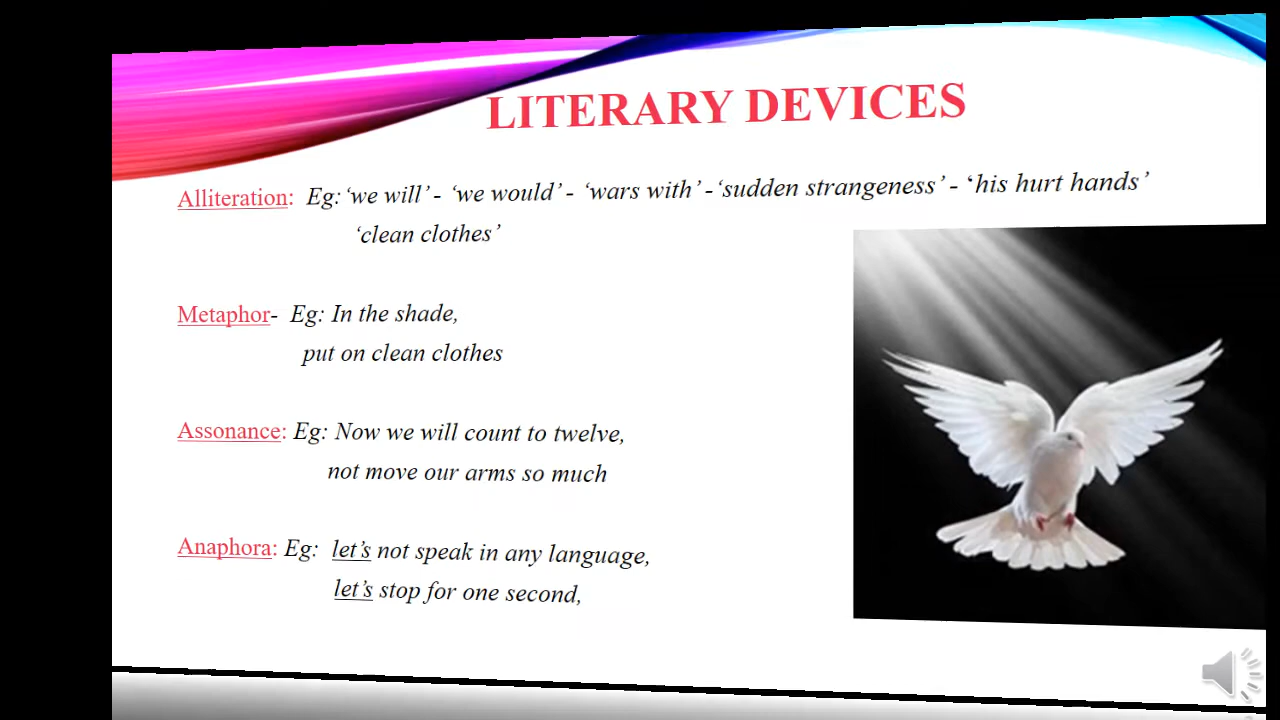 LITERARY DEVICES
Alliteration: Eg: ‘we will’ - ‘we would’ - ‘wars with’ -‘sudden strangeness’ - ‘his hurt hands’
‘clean clothes’
Metaphor- Eg: In the shade,
put on clean clothes
Assonance: Eg: Now we will count to twelve,
not move our arms so much
Anaphora: Eg: let’s not speak in any language,
let’s stop for one second,